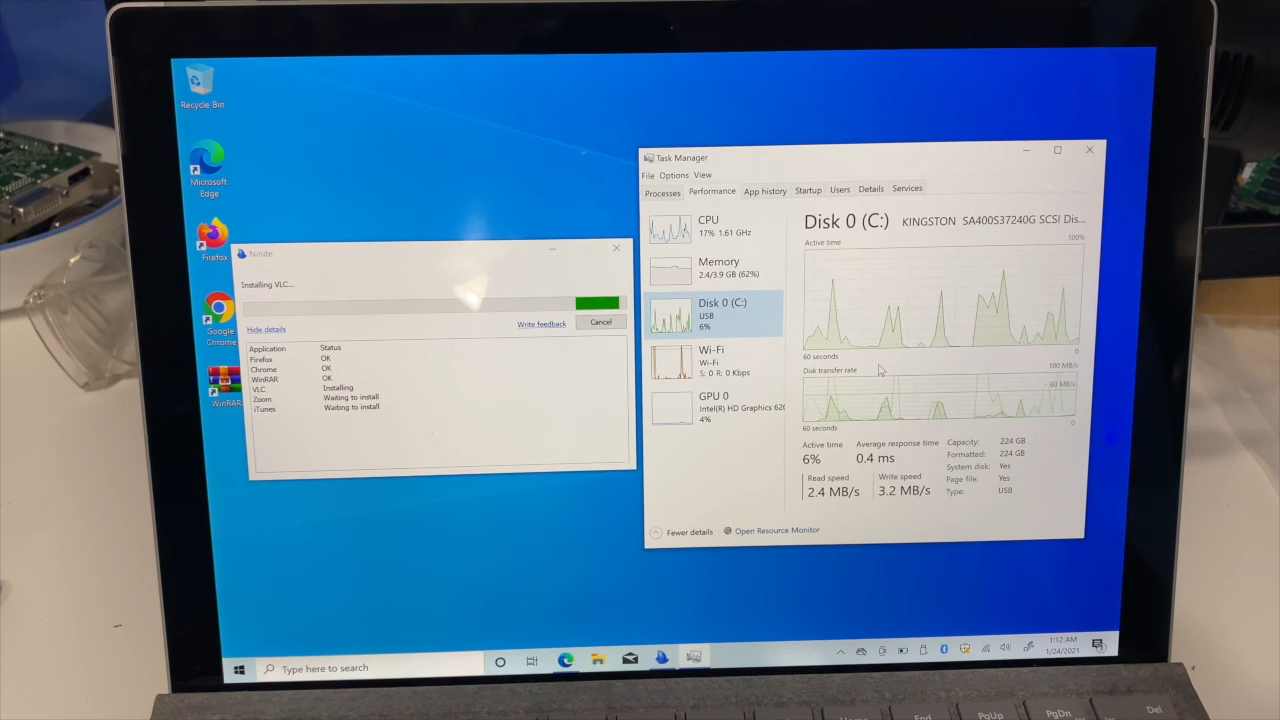 Recycle Bin
Microsoft
Edge
Firefox
Google
Chrome
WinRAR
Ninite
Installing VLC...
Hide details
Write feedback
Cancel
Application Status
Firefox OK
Chrome OK
WinRAR OK
VLC Installing
Zoom Waiting to install
iTunes Waiting to install
Task Manager
File Options View
Processes Performance App history Startup Users Details Services
CPU
17% 1.61 GHz
Memory
2.4/3.9 GB (62%)
Disk 0 (C:)
USB
6%
Wi-Fi
Wi-Fi
S: 0 R: 0 Kbps
GPU 0
Intel(R) HD Graphics 620
4%
Disk 0 (C:) KINGSTON SA400S37240G SCSI Dis...
Active time 100%
60 seconds 0
Disk transfer rate 100 MB/s
60 MB/s
60 seconds 0
Active time Average response time
6% 0.4 ms
Read speed Write speed
2.4 MB/s 3.2 MB/s
Capacity: 224 GB
Formatted: 224 GB
System disk: Yes
Page file: Yes
Type: USB
Fewer details Open Resource Monitor
Type here to search
1:12 AM
1/24/2021
End PgUp PgDn Del